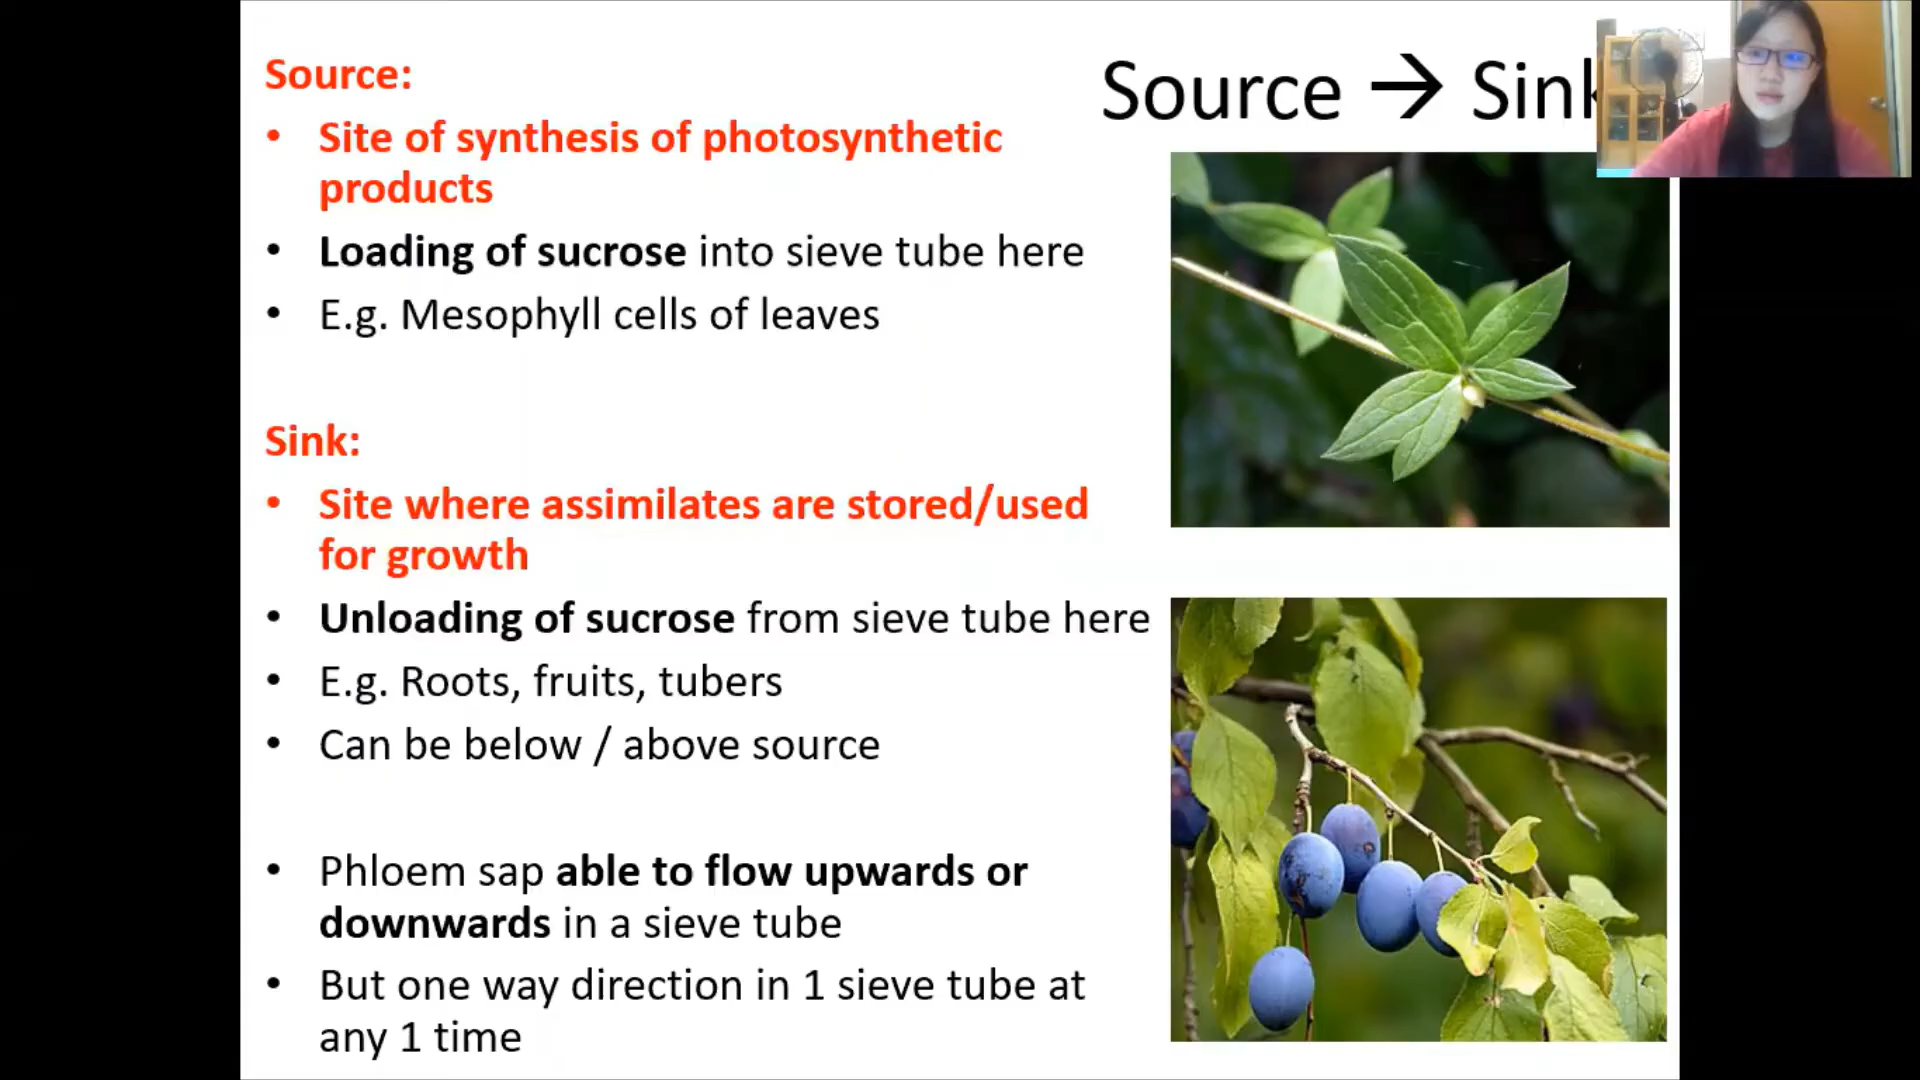 Source → Sink
Source:
• Site of synthesis of photosynthetic
products
• Loading of sucrose into sieve tube here
• E.g. Mesophyll cells of leaves
Sink:
• Site where assimilates are stored/used
for growth
• Unloading of sucrose from sieve tube here
• E.g. Roots, fruits, tubers
• Can be below / above source
• Phloem sap able to flow upwards or
downwards in a sieve tube
• But one way direction in 1 sieve tube at
any 1 time